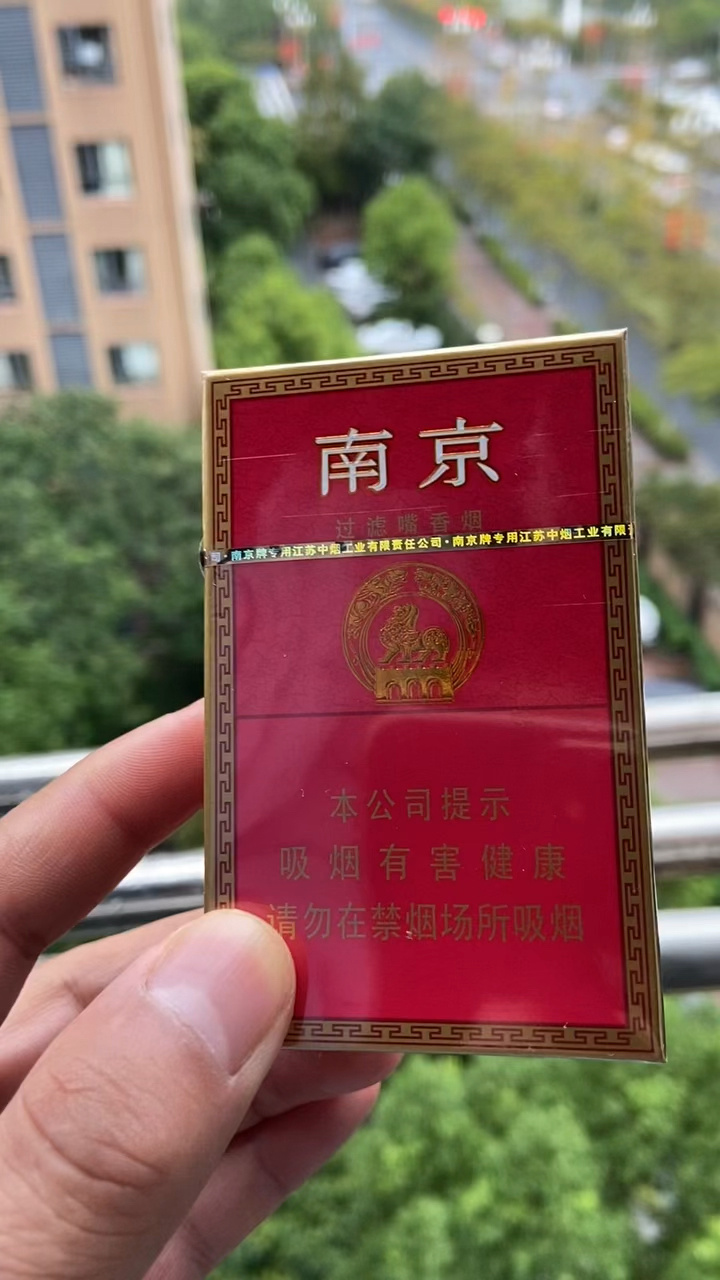 南京
过滤嘴香烟
司·南京牌专用江苏中烟工业有限责任公司·南京牌专用江苏中烟工业有限
本公司提示
吸烟有害健康
请勿在禁烟场所吸烟